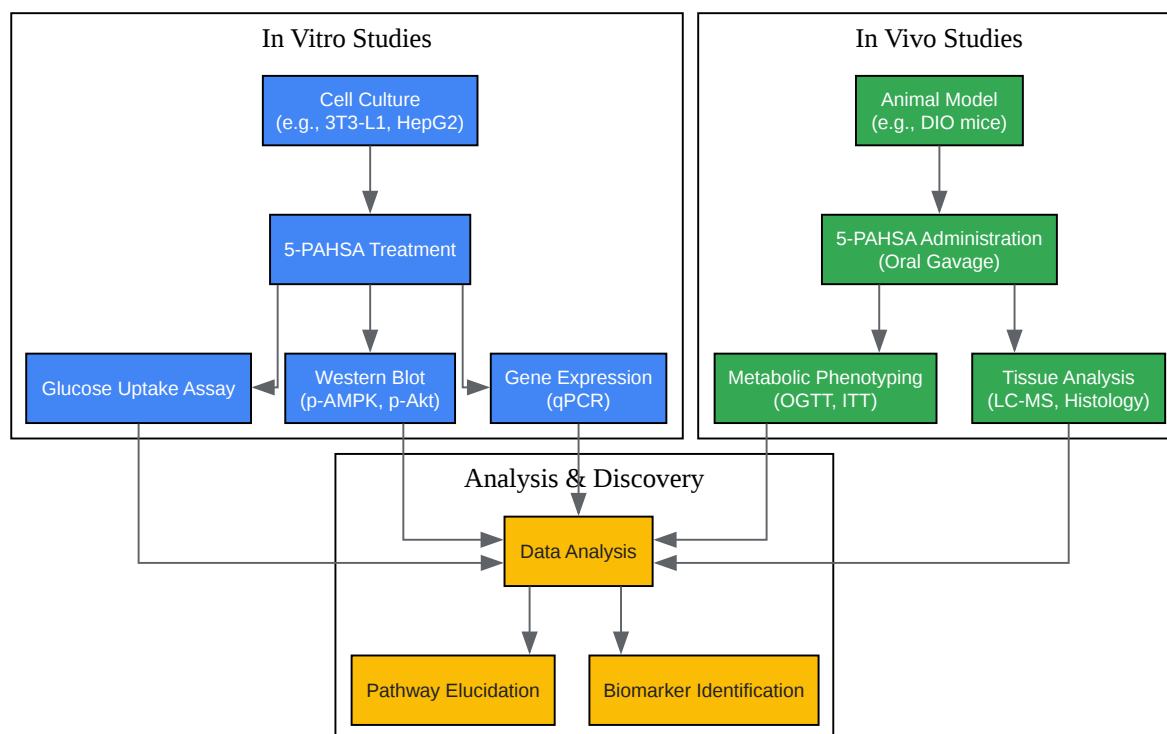 In Vitro Studies
Cell Culture
(e.g., 3T3-L1, HepG2)
5-PAHSA Treatment
Glucose Uptake Assay
Western Blot
(p-AMPK, p-Akt)
Gene Expression
(qPCR)
In Vivo Studies
Animal Model
(e.g., DIO mice)
5-PAHSA Administration
(Oral Gavage)
Metabolic Phenotyping
(OGTT, ITT)
Tissue Analysis
(LC-MS, Histology)
Analysis & Discovery
Data Analysis
Pathway Elucidation
Biomarker Identification